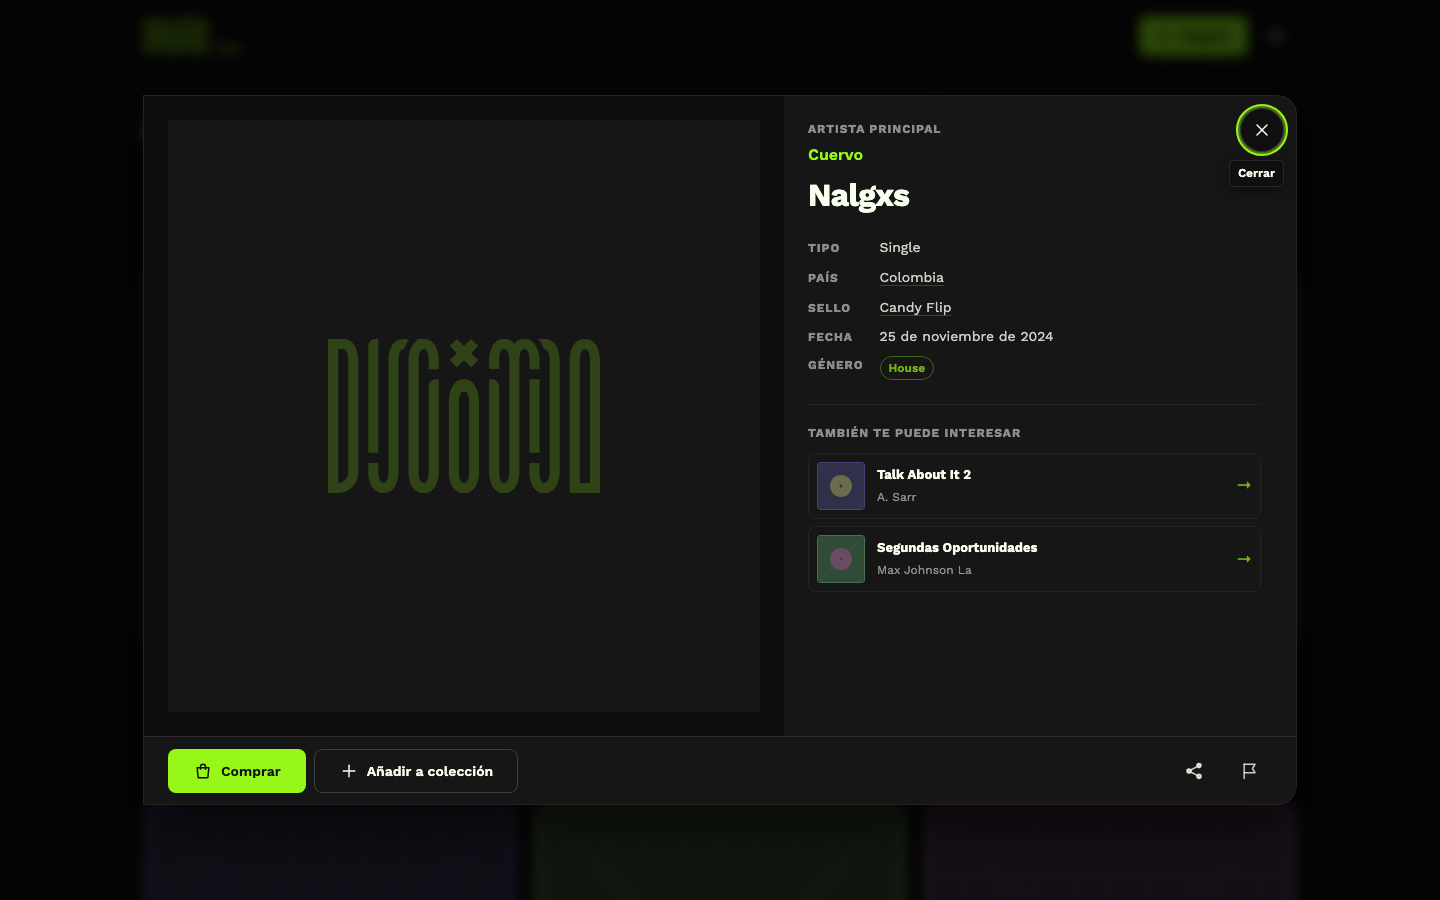 ARTISTA PRINCIPAL
Cuervo
Nalgxs
Cerrar
TIPO Single
PAÍS Colombia
SELLO Candy Flip
FECHA 25 de noviembre de 2024
GÉNERO House
TAMBIÉN TE PUEDE INTERESAR
Talk About It 2
A. Sarr
Segundas Oportunidades
Max Johnson La
Comprar
Añadir a colección